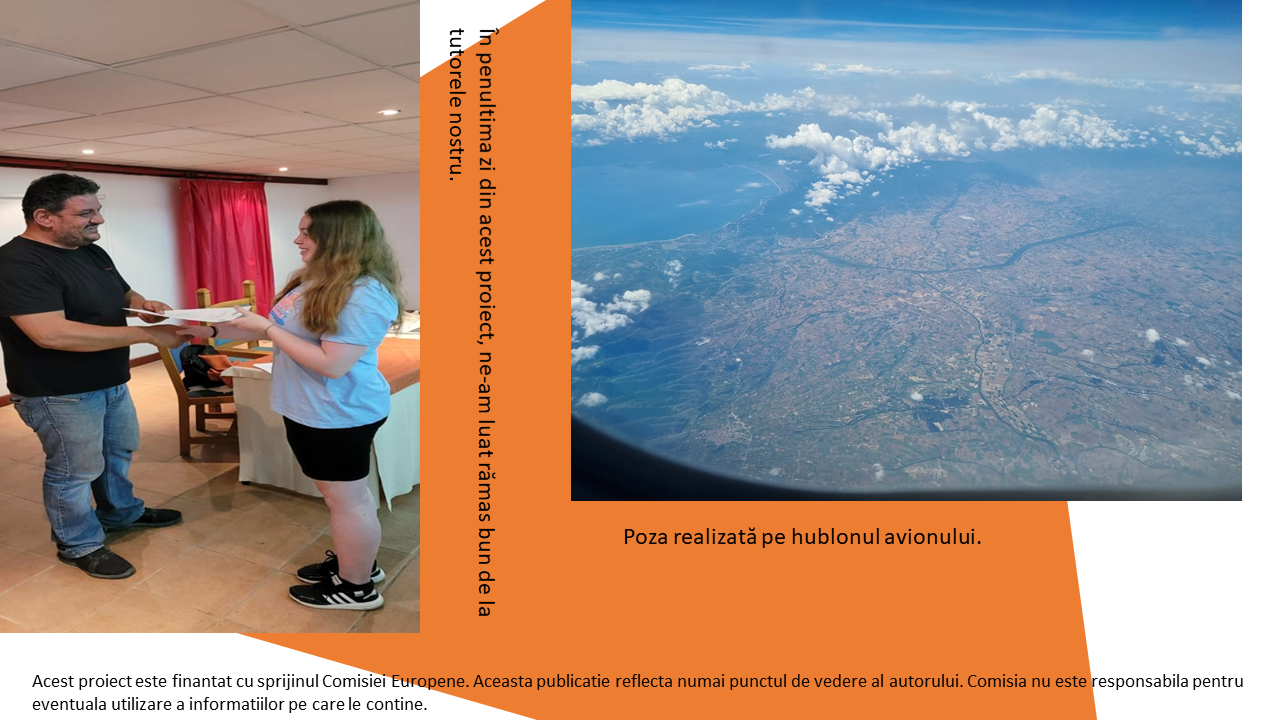 În penultima zi din acest proiect, ne-am luat rămas bun de la
tutorele nostru.
Poza realizată pe hublonul avionului.
Acest proiect este finantat cu sprijinul Comisiei Europene. Aceasta publicatie reflecta numai punctul de vedere al autorului. Comisia nu este responsabila pentru
eventuala utilizare a informatiilor pe care le contine.